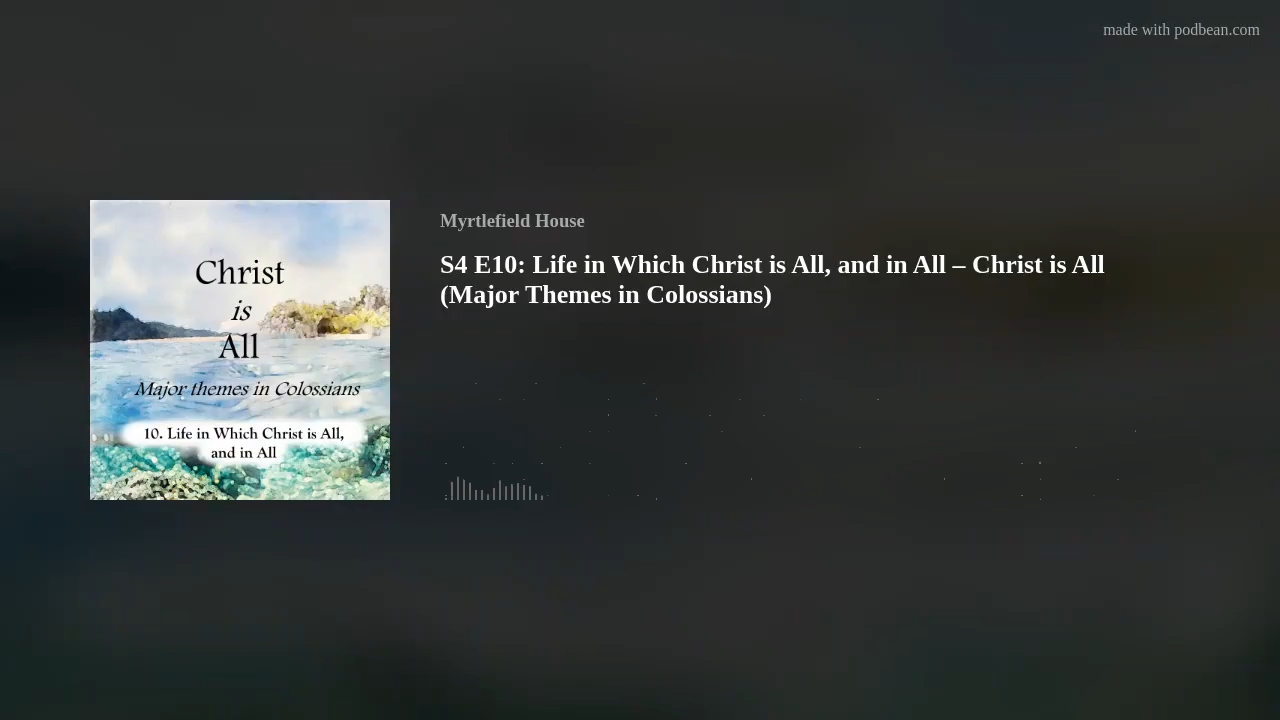 made with podbean.com
Christ
is
All
Major themes in Colossians
10. Life in Which Christ is All,
and in All
Myrtlefield House
S4 E10: Life in Which Christ is All, and in All – Christ is All
(Major Themes in Colossians)